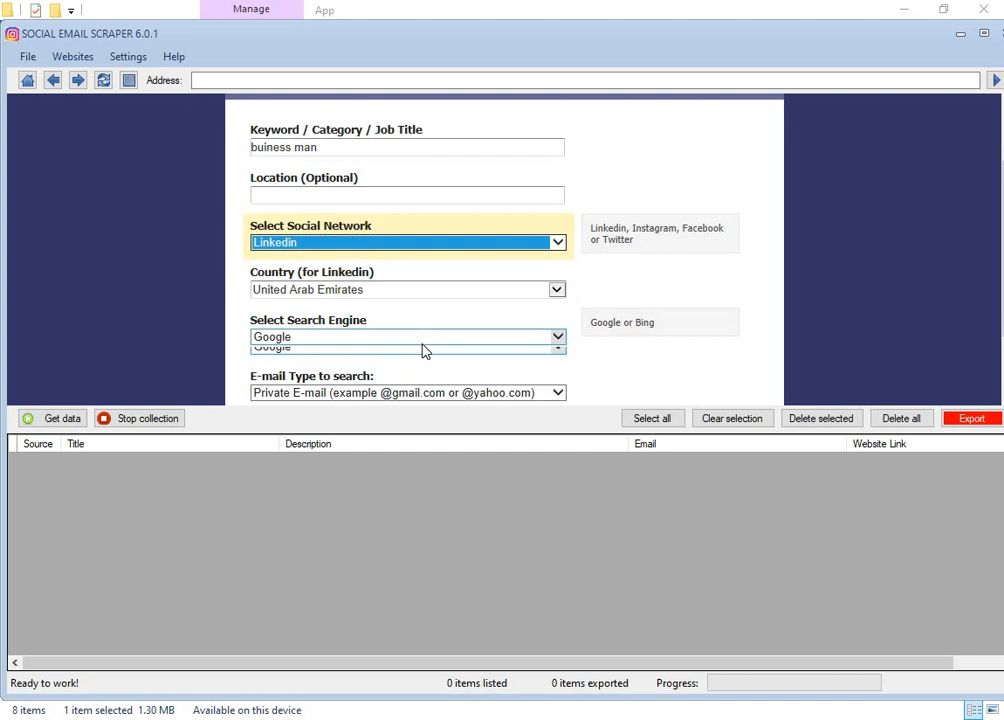 Manage App
SOCIAL EMAIL SCRAPER 6.0.1
File Websites Settings Help
Address:
Keyword / Category / Job Title
buiness man
Location (Optional)
Select Social Network
Linkedin
Linkedin, Instagram, Facebook
or Twitter
Country (for Linkedin)
United Arab Emirates
Select Search Engine
Google
Google or Bing
Google
E-mail Type to search:
Private E-mail (example @gmail.com or @yahoo.com)
Get data Stop collection Select all Clear selection Delete selected Delete all Export
Source Title Description Email Website Link
Ready to work! 0 items listed 0 items exported Progress:
8 items 1 item selected 1.30 MB Available on this device